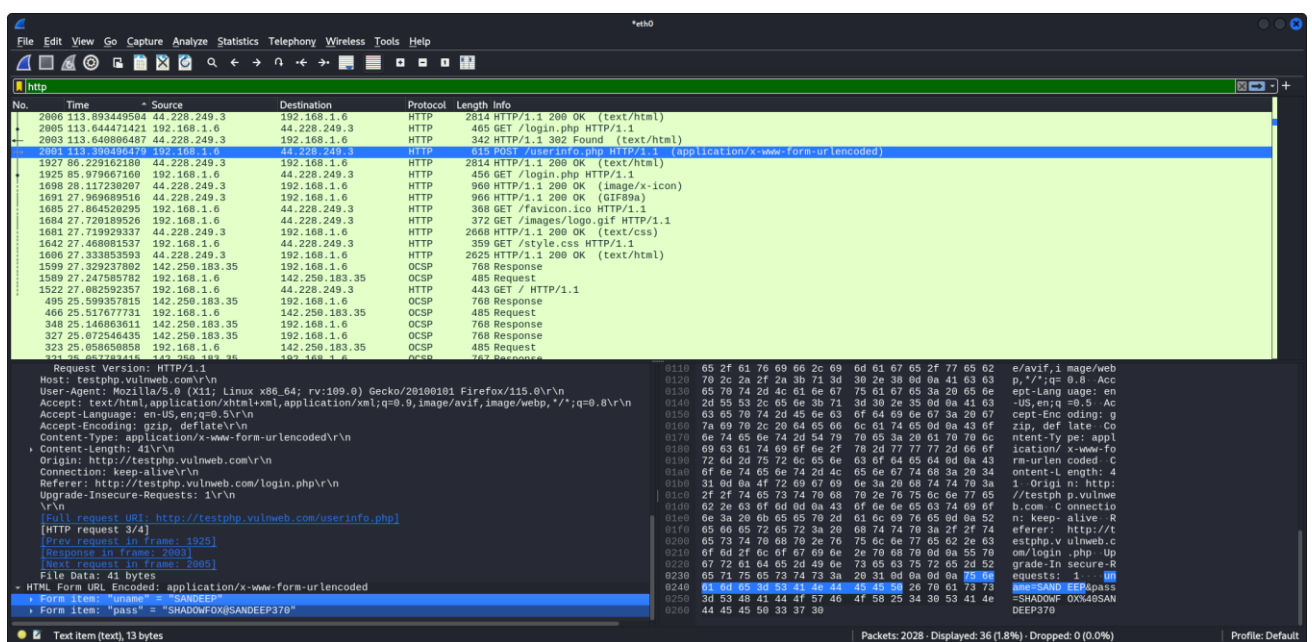 *eth0
File Edit View Go Capture Analyze Statistics Telephony Wireless Tools Help
http
No. Time Source Destination Protocol Length Info
2006 113.893449504 44.228.249.3 192.168.1.6 HTTP 2814 HTTP/1.1 200 OK (text/html)
2005 113.644471421 192.168.1.6 44.228.249.3 HTTP 465 GET /login.php HTTP/1.1
2003 113.640806487 44.228.249.3 192.168.1.6 HTTP 342 HTTP/1.1 302 Found (text/html)
2001 113.390496479 192.168.1.6 44.228.249.3 HTTP 615 POST /userinfo.php HTTP/1.1 (application/x-www-form-urlencoded)
1927 86.229162180 44.228.249.3 192.168.1.6 HTTP 2814 HTTP/1.1 200 OK (text/html)
1925 85.979667160 192.168.1.6 44.228.249.3 HTTP 456 GET /login.php HTTP/1.1
1698 28.117230207 44.228.249.3 192.168.1.6 HTTP 960 HTTP/1.1 200 OK (image/x-icon)
1691 27.969689516 44.228.249.3 192.168.1.6 HTTP 966 HTTP/1.1 200 OK (GIF89a)
1685 27.864520295 192.168.1.6 44.228.249.3 HTTP 368 GET /favicon.ico HTTP/1.1
1684 27.720189526 192.168.1.6 44.228.249.3 HTTP 372 GET /images/logo.gif HTTP/1.1
1681 27.719929337 44.228.249.3 192.168.1.6 HTTP 2668 HTTP/1.1 200 OK (text/css)
1642 27.468081537 192.168.1.6 44.228.249.3 HTTP 359 GET /style.css HTTP/1.1
1606 27.333853593 44.228.249.3 192.168.1.6 HTTP 2625 HTTP/1.1 200 OK (text/html)
1599 27.329237802 142.250.183.35 192.168.1.6 OCSP 768 Response
1589 27.247585782 192.168.1.6 142.250.183.35 OCSP 485 Request
1522 27.082592357 192.168.1.6 44.228.249.3 HTTP 443 GET / HTTP/1.1
495 25.599357815 142.250.183.35 192.168.1.6 OCSP 768 Response
466 25.517677731 192.168.1.6 142.250.183.35 OCSP 485 Request
348 25.146863611 142.250.183.35 192.168.1.6 OCSP 768 Response
327 25.072546435 142.250.183.35 192.168.1.6 OCSP 768 Response
323 25.058650858 192.168.1.6 142.250.183.35 OCSP 485 Request
321 25.057783415 142.250.183.35 192.168.1.6 OCSP 767 Response
Request Version: HTTP/1.1
Host: testphp.vulnweb.com\r\n
User-Agent: Mozilla/5.0 (X11; Linux x86_64; rv:109.0) Gecko/20100101 Firefox/115.0\r\n
Accept: text/html,application/xhtml+xml,application/xml;q=0.9,image/avif,image/webp,*/*;q=0.8\r\n
Accept-Language: en-US,en;q=0.5\r\n
Accept-Encoding: gzip, deflate\r\n
Content-Type: application/x-www-form-urlencoded\r\n
Content-Length: 41\r\n
Origin: http://testphp.vulnweb.com\r\n
Connection: keep-alive\r\n
Referer: http://testphp.vulnweb.com/login.php\r\n
Upgrade-Insecure-Requests: 1\r\n
\r\n
[Full request URI: http://testphp.vulnweb.com/userinfo.php]
[HTTP request 3/4]
[Prev request in frame: 1925]
[Response in frame: 2003]
[Next request in frame: 2005]
File Data: 41 bytes
HTML Form URL Encoded: application/x-www-form-urlencoded
Form item: "uname" = "SANDEEP"
Form item: "pass" = "SHADOWFOX@SANDEEP370"
0110 65 2f 61 76 69 66 2c 69 6d 61 67 65 2f 77 65 62 e/avif,i mage/web
0120 70 2c 2a 2f 2a 3b 71 3d 30 2e 38 0d 0a 41 63 63 p,*/*;q= 0.8··Acc
0130 65 70 74 2d 4c 61 6e 67 75 61 67 65 3a 20 65 6e ept-Lang uage: en
0140 2d 55 53 2c 65 6e 3b 71 3d 30 2e 35 0d 0a 41 63 -US,en;q =0.5··Ac
0150 63 65 70 74 2d 45 6e 63 6f 64 69 6e 67 3a 20 67 cept-Enc oding: g
0160 7a 69 70 2c 20 64 65 66 6c 61 74 65 0d 0a 43 6f zip, def late··Co
0170 6e 74 65 6e 74 2d 54 79 70 65 3a 20 61 70 70 6c ntent-Ty pe: appl
0180 69 63 61 74 69 6f 6e 2f 78 2d 77 77 77 2d 66 6f ication/ x-www-fo
0190 72 6d 2d 75 72 6c 65 6e 63 6f 64 65 64 0d 0a 43 rm-urlen coded··C
01a0 6f 6e 74 65 6e 74 2d 4c 65 6e 67 74 68 3a 20 34 ontent-L ength: 4
01b0 31 0d 0a 4f 72 69 67 69 6e 3a 20 68 74 74 70 3a 1··Origi n: http:
01c0 2f 2f 74 65 73 74 70 68 70 2e 76 75 6c 6e 77 65 //testph p.vulnwe
01d0 62 2e 63 6f 6d 0d 0a 43 6f 6e 6e 65 63 74 69 6f b.com··C onnectio
01e0 6e 3a 20 6b 65 65 70 2d 61 6c 69 76 65 0d 0a 52 n: keep- alive··R
01f0 65 66 65 72 65 72 3a 20 68 74 74 70 3a 2f 2f 74 eferer: http://t
0200 65 73 74 70 68 70 2e 76 75 6c 6e 77 65 62 2e 63 estphp.v ulnweb.c
0210 6f 6d 2f 6c 6f 67 69 6e 2e 70 68 70 0d 0a 55 70 om/login .php··Up
0220 67 72 61 64 65 2d 49 6e 73 65 63 75 72 65 2d 52 grade-In secure-R
0230 65 71 75 65 73 74 73 3a 20 31 0d 0a 0d 0a 75 6e equests: 1····un
0240 61 6d 65 3d 53 41 4e 44 45 45 50 26 70 61 73 73 ame=SAND EEP&pass
0250 3d 53 48 41 44 4f 57 46 4f 58 25 34 30 53 41 4e =SHADOWF OX%40SAN
0260 44 45 45 50 33 37 30 DEEP370
Text item (text), 13 bytes
Packets: 2028 · Displayed: 36 (1.8%) · Dropped: 0 (0.0%)
Profile: Default